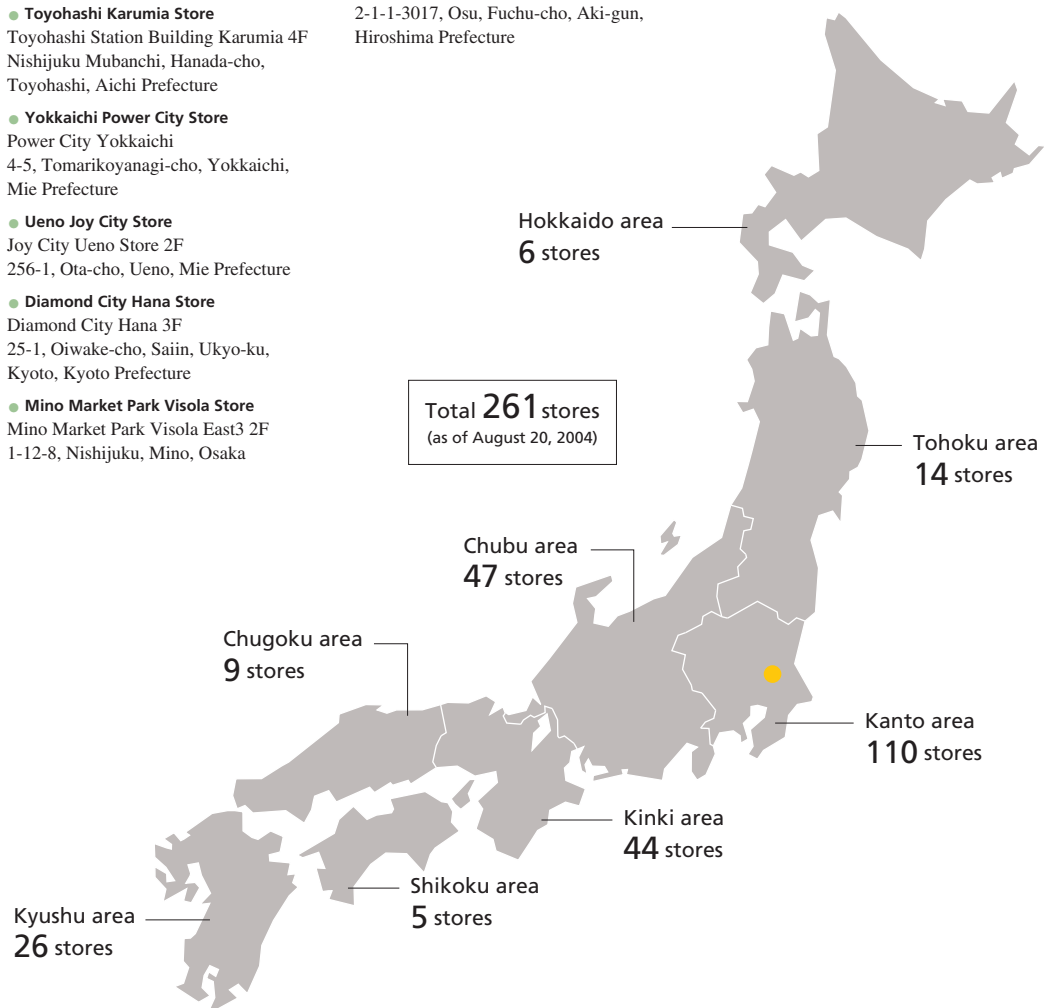 Toyohashi Karumia Store
Toyohashi Station Building Karumia 4F
Nishijuku Mubanchi, Hanada-cho,
Toyohashi, Aichi Prefecture
Yokkaichi Power City Store
Power City Yokkaichi
4-5, Tomarikoyanagi-cho, Yokkaichi,
Mie Prefecture
Ueno Joy City Store
Joy City Ueno Store 2F
256-1, Ota-cho, Ueno, Mie Prefecture
Diamond City Hana Store
Diamond City Hana 3F
25-1, Oiwake-cho, Saiin, Ukyo-ku,
Kyoto, Kyoto Prefecture
Mino Market Park Visola Store
Mino Market Park Visola East3 2F
1-12-8, Nishijuku, Mino, Osaka
2-1-1-3017, Osu, Fuchu-cho, Aki-gun,
Hiroshima Prefecture
Hokkaido area
6 stores
Total 261 stores
(as of August 20, 2004)
Tohoku area
14 stores
Chubu area
47 stores
Chugoku area
9 stores
Kanto area
110 stores
Kinki area
44 stores
Shikoku area
5 stores
Kyushu area
26 stores